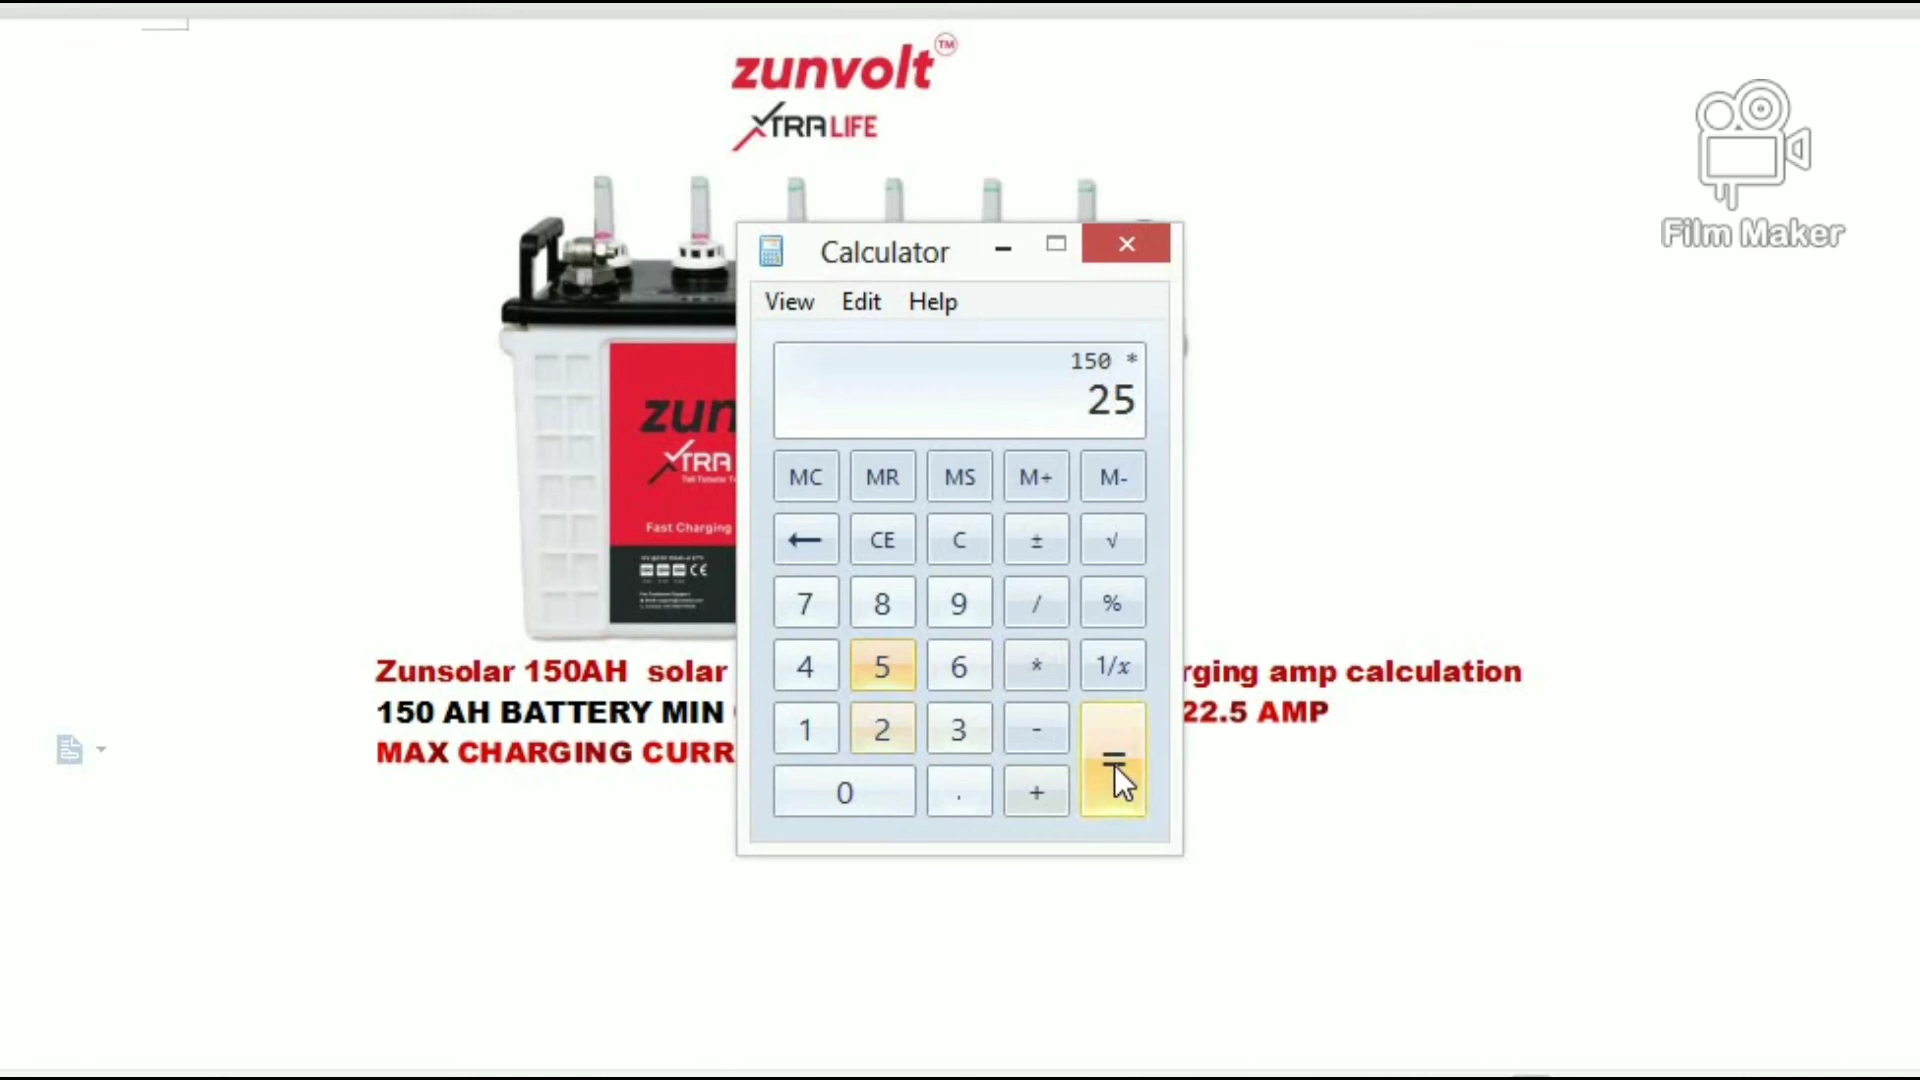 zunvolt™
XTRA LIFE
Film Maker
Calculator
View Edit Help
150 *
25
MC MR MS M+ M-
← CE C ± √
7 8 9 / %
4 5 6 * 1/x
1 2 3 - =
0 . +
zun
XTRA
Fast Charging
CE
Zunsolar 150AH solar rging amp calculation
150 AH BATTERY MIN 22.5 AMP
MAX CHARGING CURR